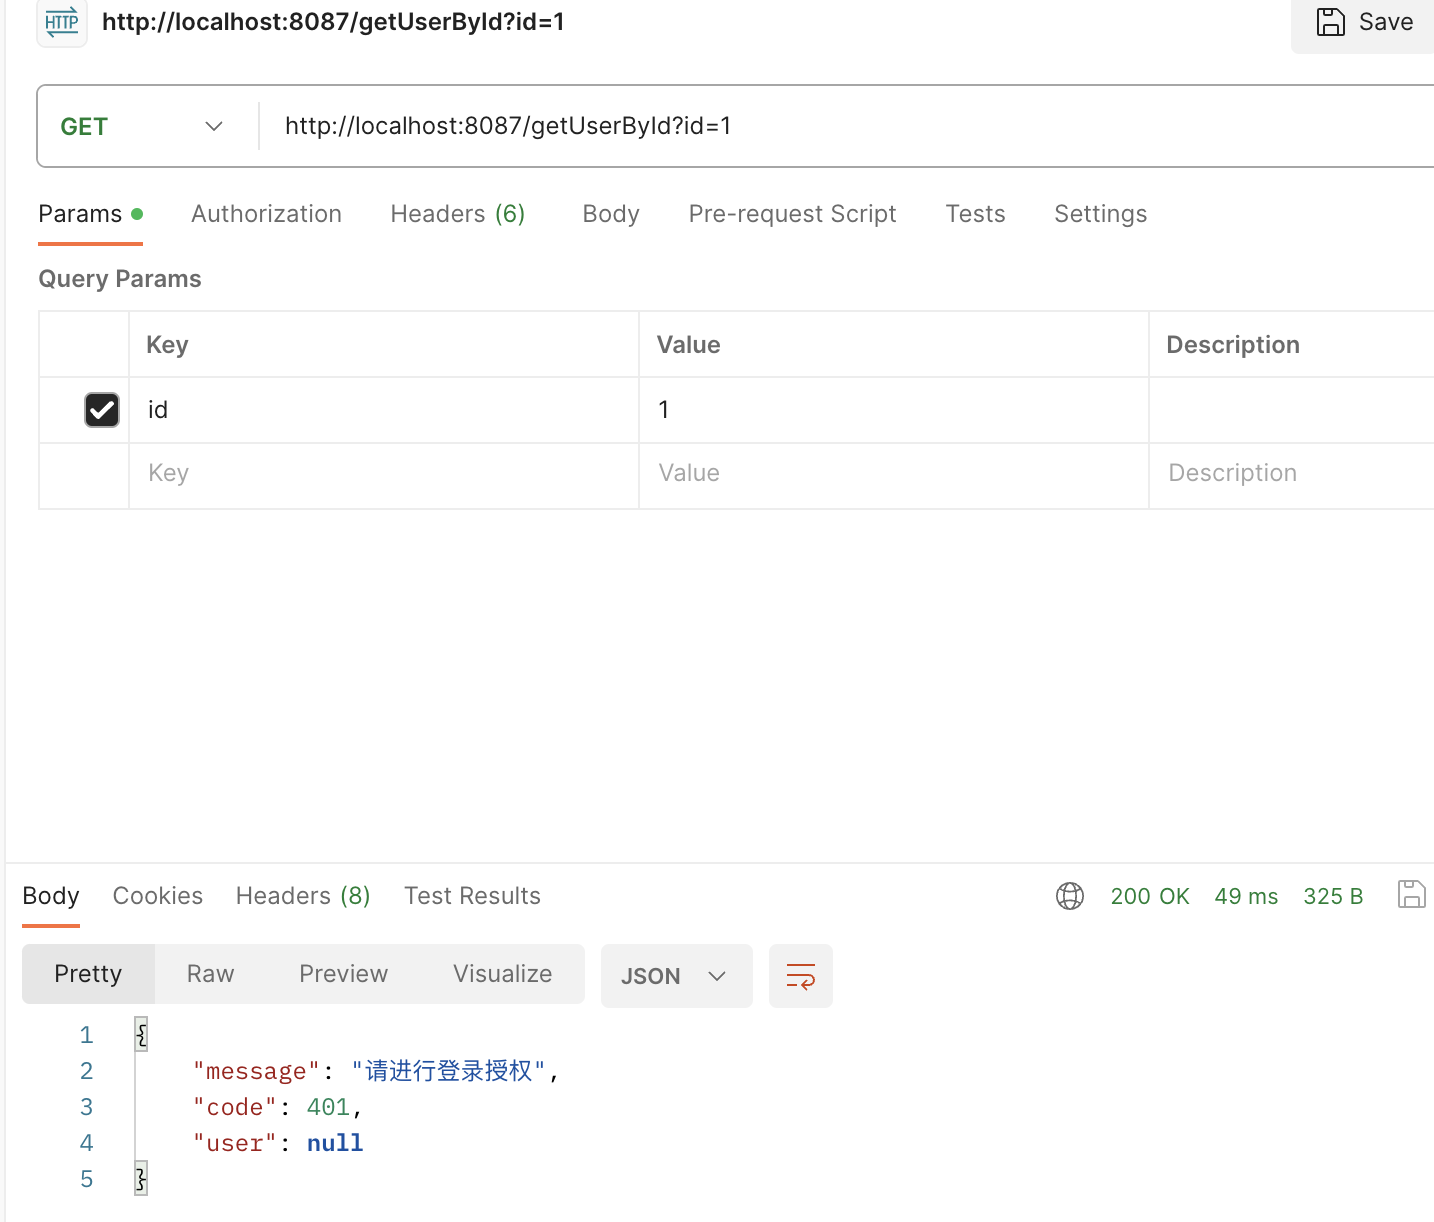 HTTP http://localhost:8087/getUserById?id=1 Save
GET http://localhost:8087/getUserById?id=1
Params Authorization Headers (6) Body Pre-request Script Tests Settings
Query Params
Key Value Description
id 1
Key Value Description
Body Cookies Headers (8) Test Results 200 OK 49 ms 325 B
Pretty Raw Preview Visualize JSON
1 {
2 "message": "请进行登录授权",
3 "code": 401,
4 "user": null
5 }